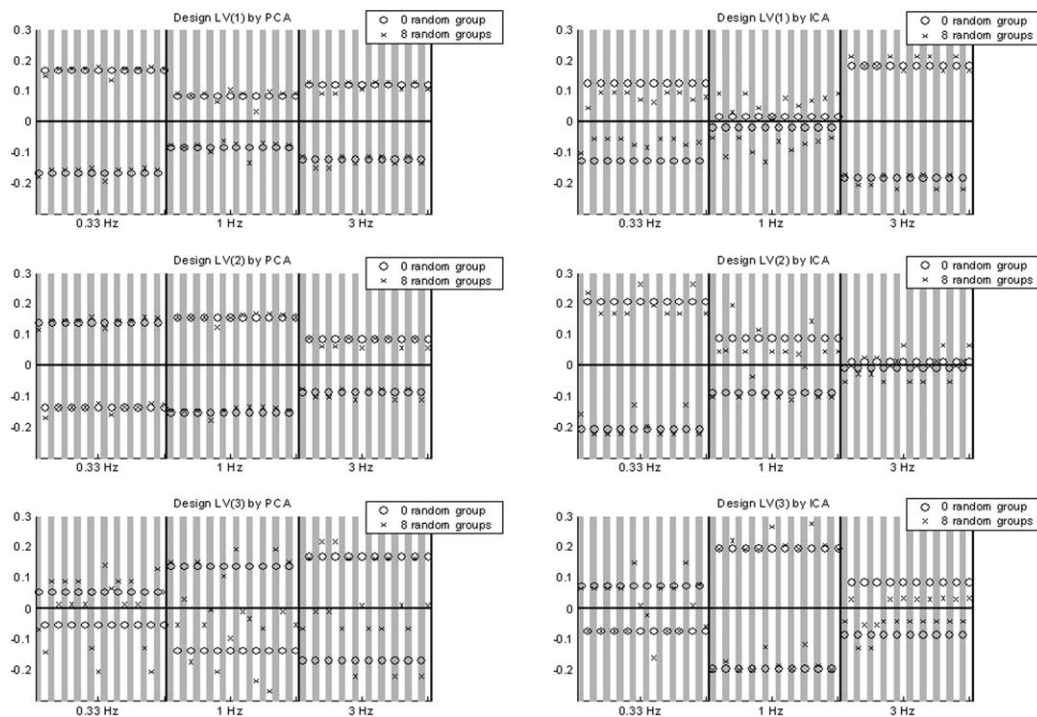 Design LV(1) by PCA
0 random group
8 random groups
0.3
0.2
0.1
0
-0.1
-0.2
0.33 Hz
1 Hz
3 Hz
Design LV(1) by ICA
0 random group
8 random groups
0.3
0.2
0.1
0
-0.1
-0.2
0.33 Hz
1 Hz
3 Hz
Design LV(2) by PCA
0 random group
8 random groups
0.3
0.2
0.1
0
-0.1
-0.2
0.33 Hz
1 Hz
3 Hz
Design LV(2) by ICA
0 random group
8 random groups
0.3
0.2
0.1
0
-0.1
-0.2
0.33 Hz
1 Hz
3 Hz
Design LV(3) by PCA
0 random group
8 random groups
0.3
0.2
0.1
0
-0.1
-0.2
0.33 Hz
1 Hz
3 Hz
Design LV(3) by ICA
0 random group
8 random groups
0.3
0.2
0.1
0
-0.1
-0.2
0.33 Hz
1 Hz
3 Hz